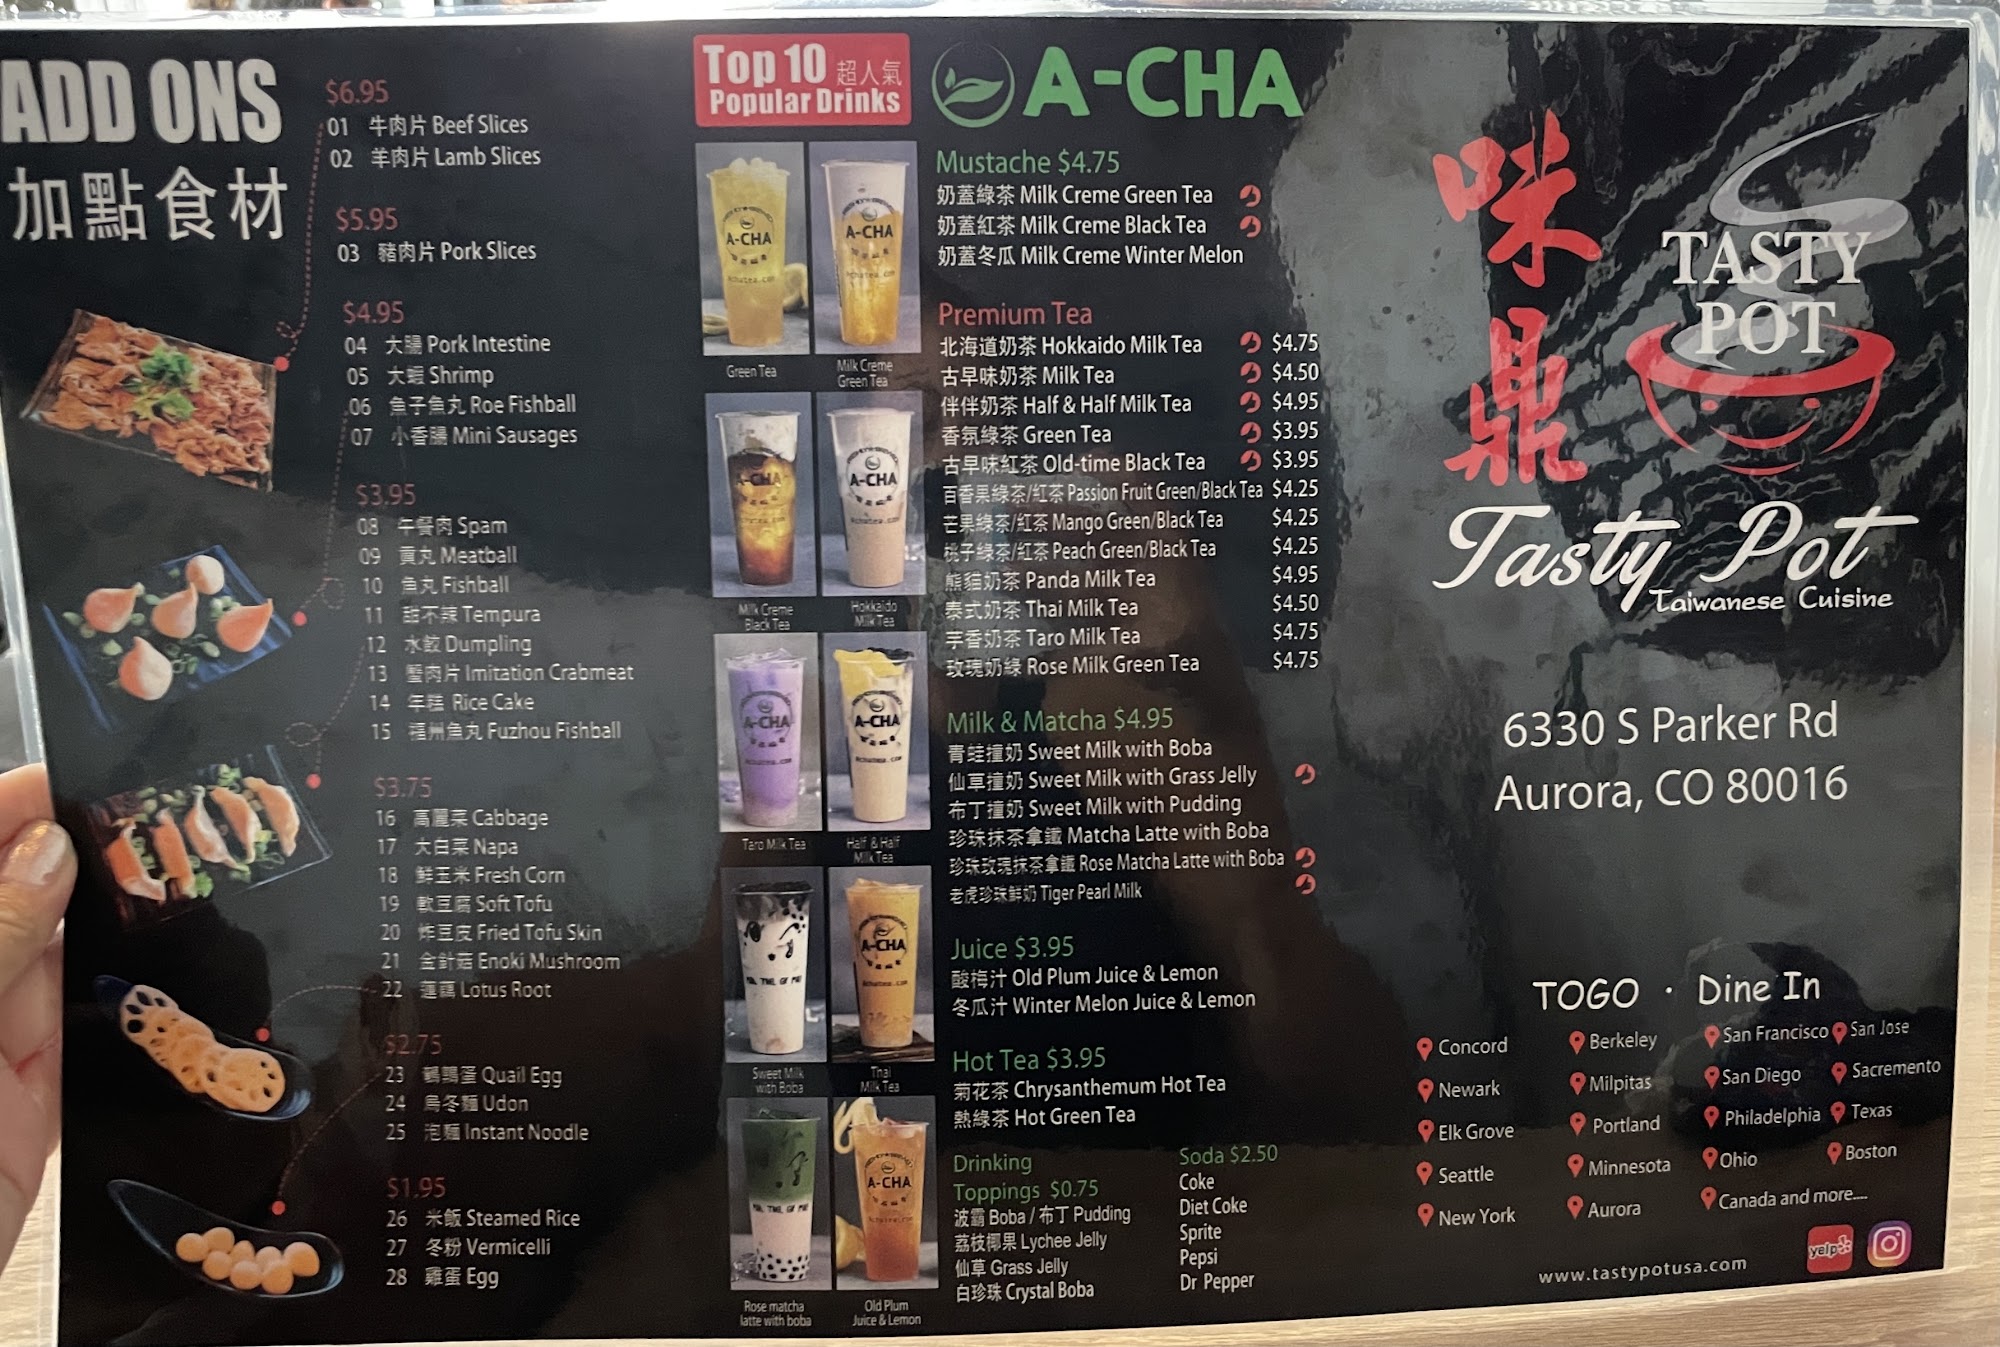 ADD ONS
加點食材
$6.95
01 牛肉片 Beef Slices
02 羊肉片 Lamb Slices
$5.95
03 豬肉片 Pork Slices
$4.95
04 大腸 Pork Intestine
05 大蝦 Shrimp
06 魚子魚丸 Roe Fishball
07 小香腸 Mini Sausages
$3.95
08 午餐肉 Spam
09 貢丸 Meatball
10 魚丸 Fishball
11 甜不辣 Tempura
12 水餃 Dumpling
13 蟹肉片 Imitation Crabmeat
14 年糕 Rice Cake
15 福州魚丸 Fuzhou Fishball
$3.75
16 高麗菜 Cabbage
17 大白菜 Napa
18 鮮玉米 Fresh Corn
19 軟豆腐 Soft Tofu
20 炸豆皮 Fried Tofu Skin
21 金針菇 Enoki Mushroom
22 蓮藕 Lotus Root
$2.75
23 鵪鶉蛋 Quail Egg
24 烏冬麵 Udon
25 泡麵 Instant Noodle
$1.95
26 米飯 Steamed Rice
27 冬粉 Vermicelli
28 雞蛋 Egg
Top 10 超人氣
Popular Drinks
A-CHA
Green Tea
A-CHA
Milk Creme
Green Tea
A-CHA
Milk Creme
Black Tea
A-CHA
Hokkaido
Milk Tea
A-CHA
Taro Milk Tea
A-CHA
Half & Half
Milk Tea
Sweet Milk
with Boba
A-CHA
Thai
Milk Tea
Rose matcha
latte with boba
A-CHA
Old Plum
Juice & Lemon
A-CHA
Mustache $4.75
奶蓋綠茶 Milk Creme Green Tea
奶蓋紅茶 Milk Creme Black Tea
奶蓋冬瓜 Milk Creme Winter Melon
Premium Tea
北海道奶茶 Hokkaido Milk Tea $4.75
古早味奶茶 Milk Tea $4.50
伴伴奶茶 Half & Half Milk Tea $4.95
香氛綠茶 Green Tea $3.95
古早味紅茶 Old-time Black Tea $3.95
百香果綠茶/紅茶 Passion Fruit Green/Black Tea $4.25
芒果綠茶/紅茶 Mango Green/Black Tea $4.25
桃子綠茶/紅茶 Peach Green/Black Tea $4.25
熊貓奶茶 Panda Milk Tea $4.95
泰式奶茶 Thai Milk Tea $4.50
芋香奶茶 Taro Milk Tea $4.75
玫瑰奶綠 Rose Milk Green Tea $4.75
Milk & Matcha $4.95
青蛙撞奶 Sweet Milk with Boba
仙草撞奶 Sweet Milk with Grass Jelly
布丁撞奶 Sweet Milk with Pudding
珍珠抹茶拿鐵 Matcha Latte with Boba
珍珠玫瑰抹茶拿鐵 Rose Matcha Latte with Boba
老虎珍珠鮮奶 Tiger Pearl Milk
Juice $3.95
酸梅汁 Old Plum Juice & Lemon
冬瓜汁 Winter Melon Juice & Lemon
Hot Tea $3.95
菊花茶 Chrysanthemum Hot Tea
熱綠茶 Hot Green Tea
Drinking
Toppings $0.75
波霸 Boba / 布丁 Pudding
荔枝椰果 Lychee Jelly
仙草 Grass Jelly
白珍珠 Crystal Boba
Soda $2.50
Coke
Diet Coke
Sprite
Pepsi
Dr Pepper
咪鼎
TASTY
POT
Tasty Pot
Taiwanese Cuisine
6330 S Parker Rd
Aurora, CO 80016
TOGO · Dine In
Concord Berkeley San Francisco San Jose
Newark Milpitas San Diego Sacremento
Elk Grove Portland Philadelphia Texas
Seattle Minnesota Ohio Boston
New York Aurora Canada and more....
yelp
www.tastypotusa.com